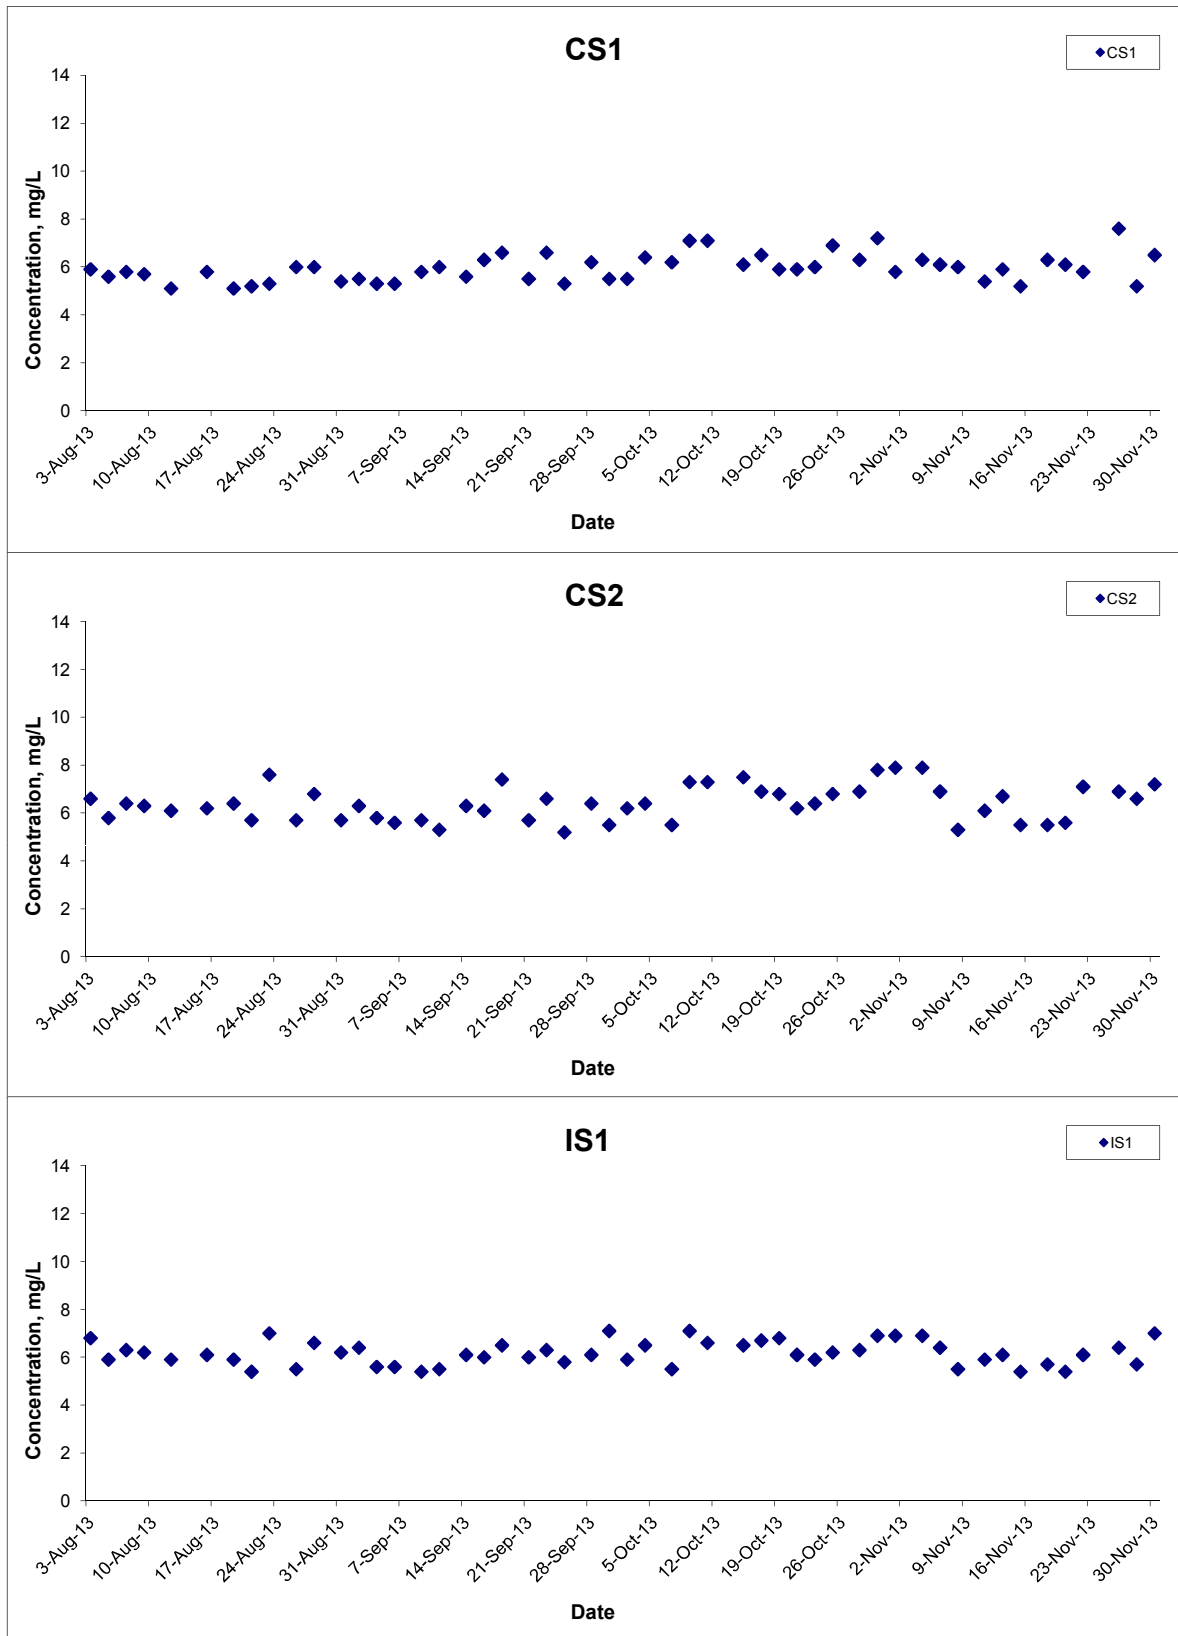 CS1
CS1
14
12
10
8
6
4
2
0
Concentration, mg/L
3-Aug-13
10-Aug-13
17-Aug-13
24-Aug-13
31-Aug-13
7-Sep-13
14-Sep-13
21-Sep-13
28-Sep-13
5-Oct-13
12-Oct-13
19-Oct-13
26-Oct-13
2-Nov-13
9-Nov-13
16-Nov-13
23-Nov-13
30-Nov-13
Date
CS2
CS2
14
12
10
8
6
4
2
0
Concentration, mg/L
3-Aug-13
10-Aug-13
17-Aug-13
24-Aug-13
31-Aug-13
7-Sep-13
14-Sep-13
21-Sep-13
28-Sep-13
5-Oct-13
12-Oct-13
19-Oct-13
26-Oct-13
2-Nov-13
9-Nov-13
16-Nov-13
23-Nov-13
30-Nov-13
Date
IS1
IS1
14
12
10
8
6
4
2
0
Concentration, mg/L
3-Aug-13
10-Aug-13
17-Aug-13
24-Aug-13
31-Aug-13
7-Sep-13
14-Sep-13
21-Sep-13
28-Sep-13
5-Oct-13
12-Oct-13
19-Oct-13
26-Oct-13
2-Nov-13
9-Nov-13
16-Nov-13
23-Nov-13
30-Nov-13
Date